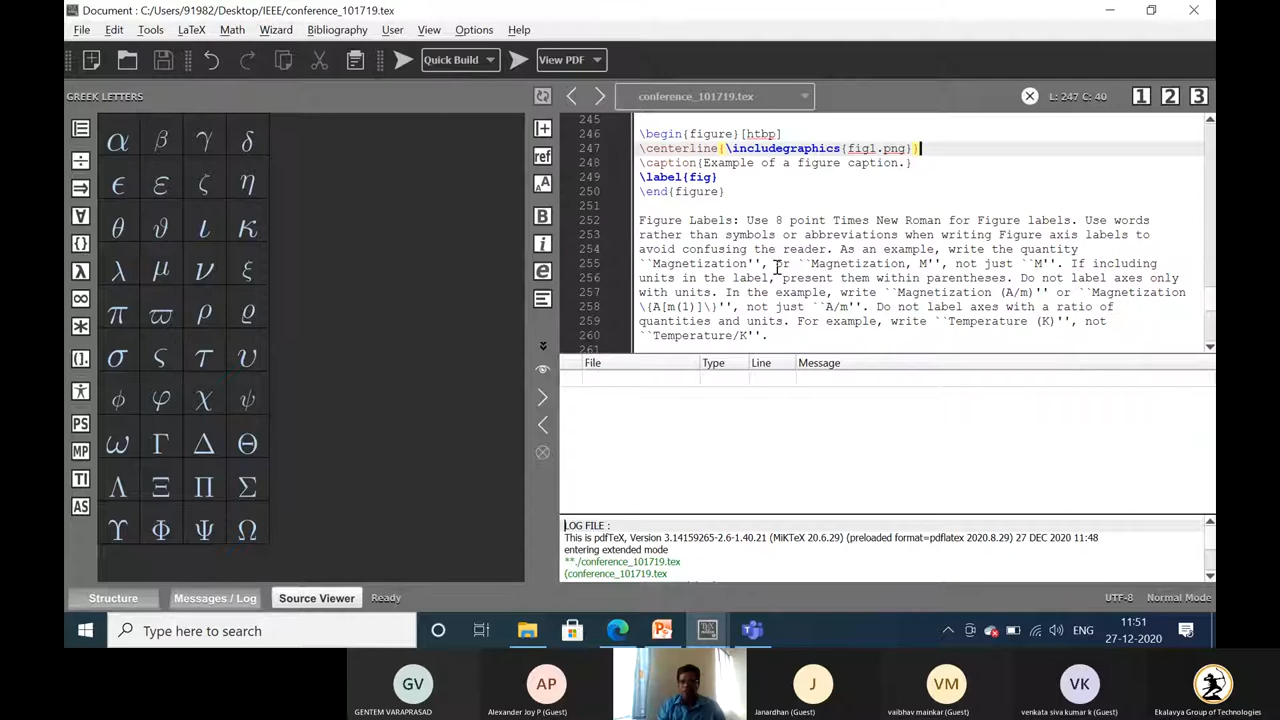 Document : C:/Users/91982/Desktop/IEEE/conference_101719.tex
File Edit Tools LaTeX Math Wizard Bibliography User View Options Help
Quick Build View PDF
GREEK LETTERS
conference_101719.tex
L: 247 C: 40
1 2 3
α β γ δ
ϵ ε ζ η
θ ϑ ι κ
λ μ ν ξ
π ϖ ρ ϱ
σ ς τ υ
ϕ φ χ ψ
ω Γ Δ Θ
Λ Ξ Π Σ
Υ Φ Ψ Ω
{}
().
PS
MP
TI
AS
ref
A
B
i
e
245
246 \begin{figure}[htbp]
247 \centerline{\includegraphics{fig1.png}}
248 \caption{Example of a figure caption.}
249 \label{fig}
250 \end{figure}
251
252 Figure Labels: Use 8 point Times New Roman for Figure labels. Use words
253 rather than symbols or abbreviations when writing Figure axis labels to
254 avoid confusing the reader. As an example, write the quantity
255 ``Magnetization'', or ``Magnetization, M'', not just ``M''. If including
256 units in the label, present them within parentheses. Do not label axes only
257 with units. In the example, write ``Magnetization (A/m)'' or ``Magnetization
258 \{A[m(1)]\}'', not just ``A/m''. Do not label axes with a ratio of
259 quantities and units. For example, write ``Temperature (K)'', not
260 ``Temperature/K''.
261
File Type Line Message
LOG FILE :
This is pdfTeX, Version 3.14159265-2.6-1.40.21 (MiKTeX 20.6.29) (preloaded format=pdflatex 2020.8.29) 27 DEC 2020 11:48
entering extended mode
**./conference_101719.tex
(conference_101719.tex
Structure Messages / Log Source Viewer Ready
UTF-8 Normal Mode
Type here to search
ENG
11:51
27-12-2020
GV AP J VM VK
GENTEM VARAPRASAD
Alexander Joy P (Guest)
Janardhan (Guest)
vaibhav mainkar (Guest)
venkata siva kumar k (Guest)
Ekalavya Group of Technologies